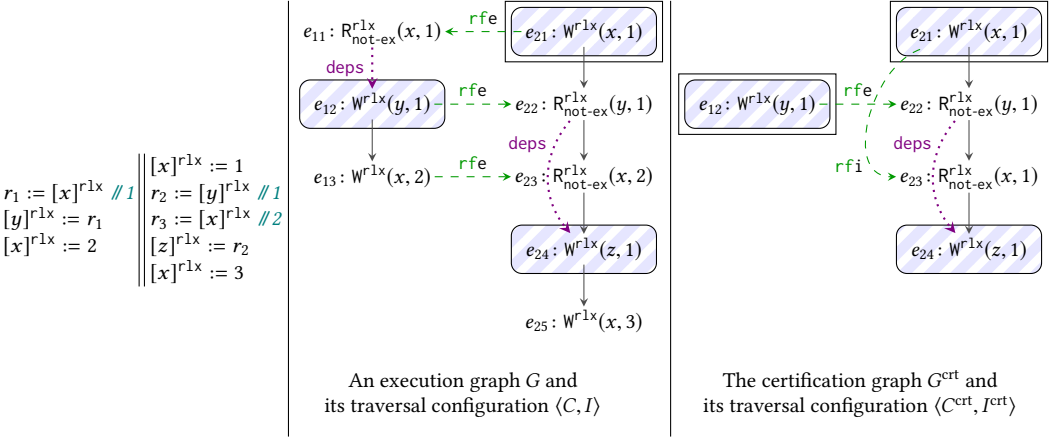 r₁ := [x]^rlx // 1
[y]^rlx := r₁
[x]^rlx := 2
[x]^rlx := 1
r₂ := [y]^rlx // 1
r₃ := [x]^rlx // 2
[z]^rlx := r₂
[x]^rlx := 3
e₁₁ : R^rlx_not-ex(x, 1)
rfe
e₂₁ : W^rlx(x, 1)
deps
e₁₂ : W^rlx(y, 1)
rfe
e₂₂ : R^rlx_not-ex(y, 1)
deps
e₁₃ : W^rlx(x, 2)
rfe
e₂₃ : R^rlx_not-ex(x, 2)
e₂₄ : W^rlx(z, 1)
e₂₅ : W^rlx(x, 3)
An execution graph G and
its traversal configuration ⟨C, I⟩
e₂₁ : W^rlx(x, 1)
e₁₂ : W^rlx(y, 1)
rfe
e₂₂ : R^rlx_not-ex(y, 1)
deps
rfi
e₂₃ : R^rlx_not-ex(x, 1)
e₂₄ : W^rlx(z, 1)
The certification graph G^crt and
its traversal configuration ⟨C^crt, I^crt⟩